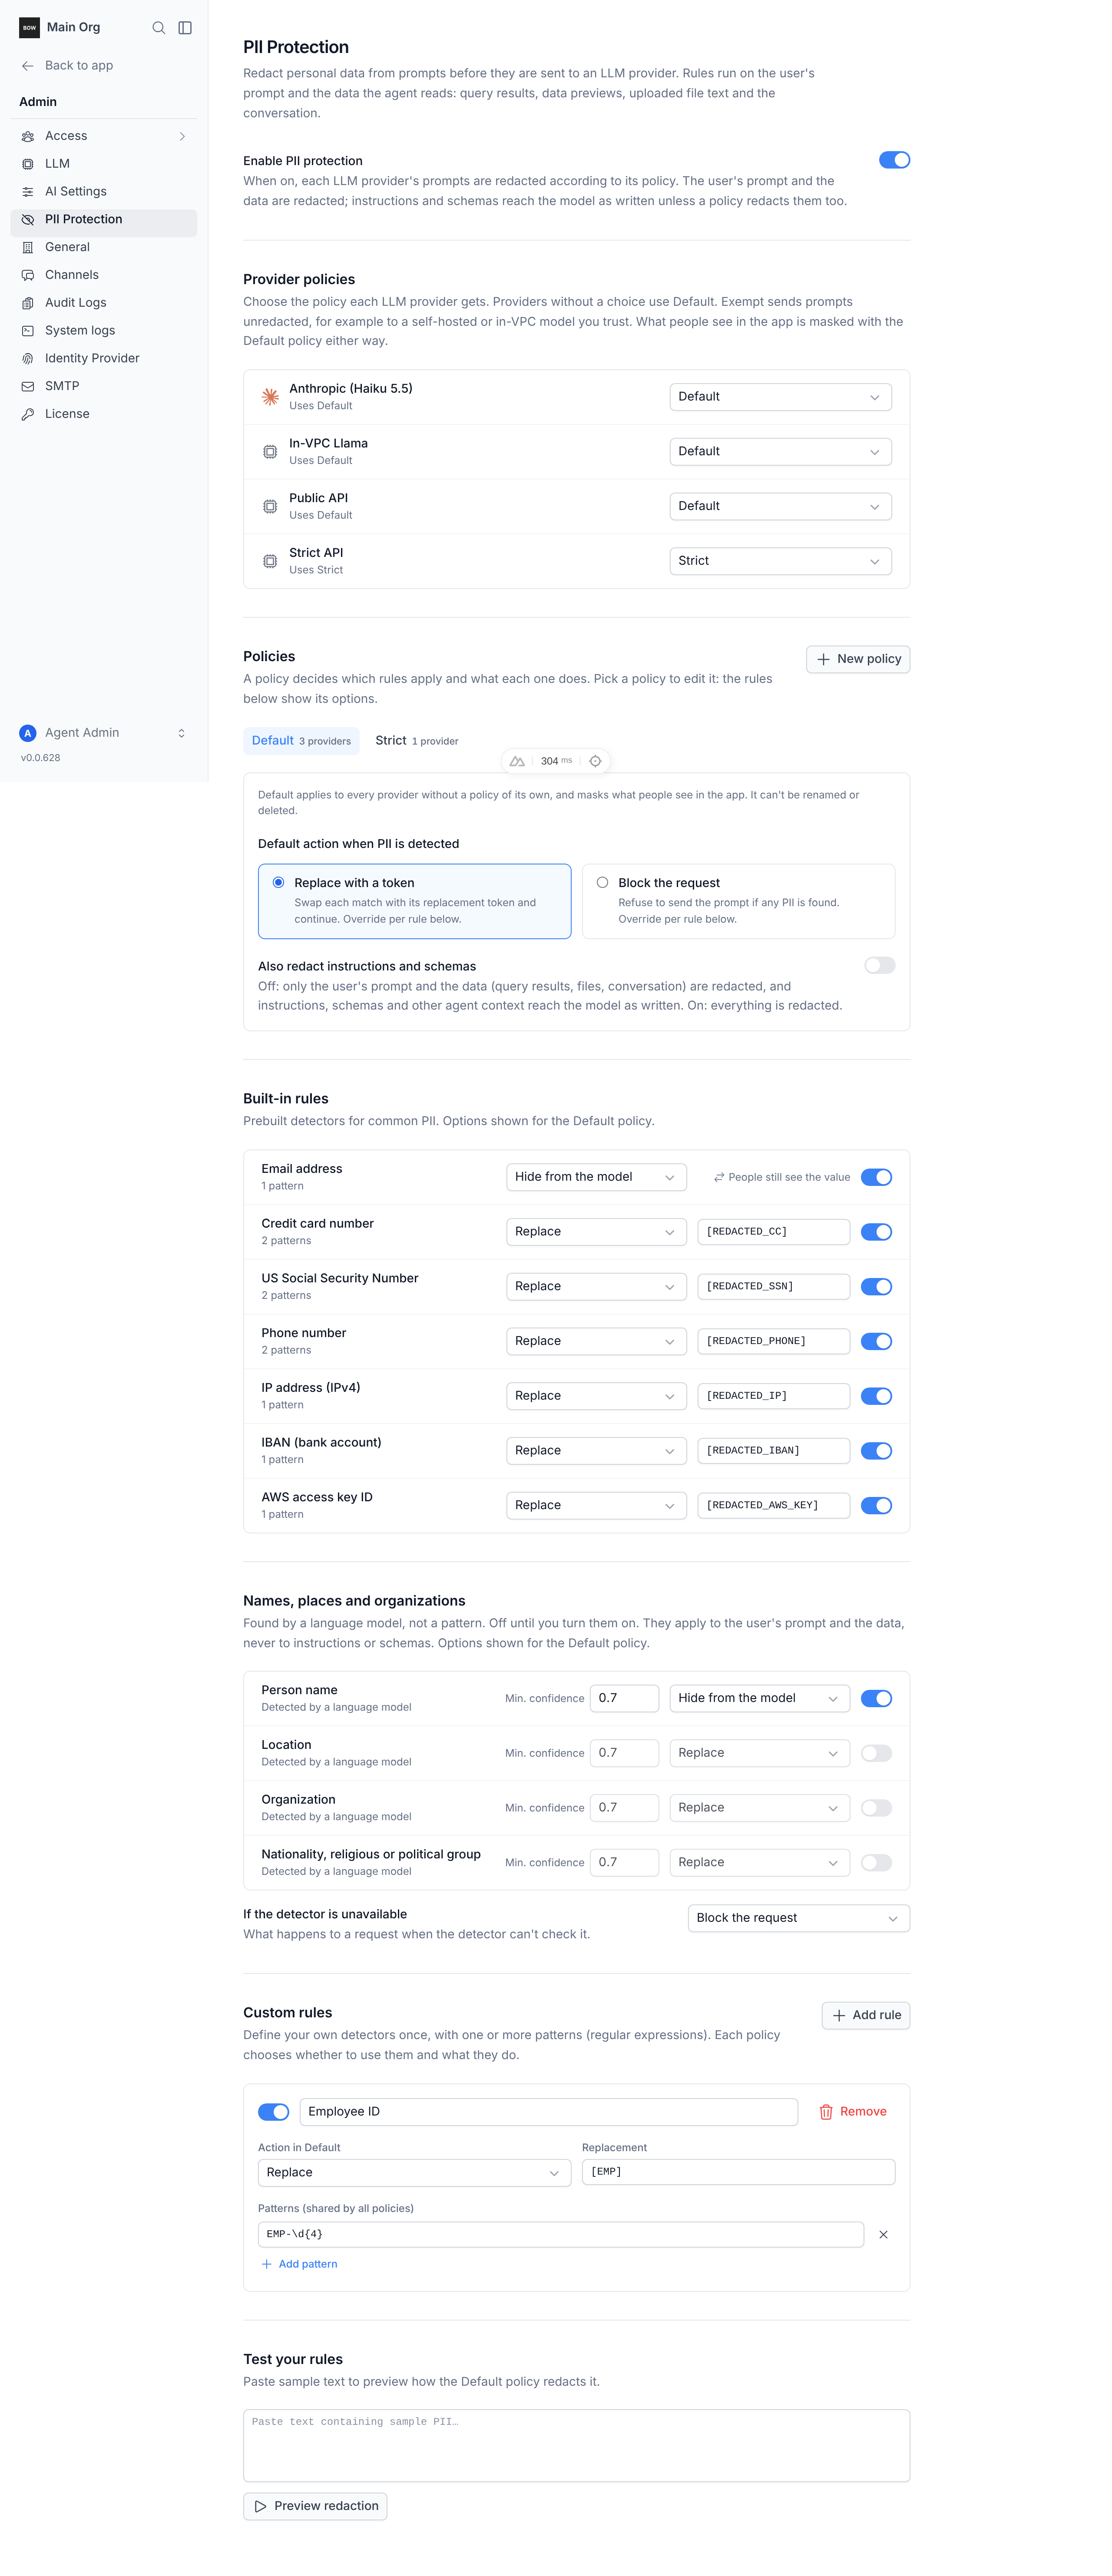 BOW Main Org
Back to app
Admin
Access
LLM
AI Settings
PII Protection
General
Channels
Audit Logs
System logs
Identity Provider
SMTP
License
A Agent Admin
v0.0.628
PII Protection
Redact personal data from prompts before they are sent to an LLM provider. Rules run on the user's
prompt and the data the agent reads: query results, data previews, uploaded file text and the
conversation.
Enable PII protection
When on, each LLM provider's prompts are redacted according to its policy. The user's prompt and the
data are redacted; instructions and schemas reach the model as written unless a policy redacts them too.
Provider policies
Choose the policy each LLM provider gets. Providers without a choice use Default. Exempt sends prompts
unredacted, for example to a self-hosted or in-VPC model you trust. What people see in the app is masked with the
Default policy either way.
Anthropic (Haiku 5.5)
Uses Default
Default
In-VPC Llama
Uses Default
Default
Public API
Uses Default
Default
Strict API
Uses Strict
Strict
Policies
New policy
A policy decides which rules apply and what each one does. Pick a policy to edit it: the rules
below show its options.
Default 3 providers Strict 1 provider
304 ms
Default applies to every provider without a policy of its own, and masks what people see in the app. It can't be renamed or
deleted.
Default action when PII is detected
Replace with a token
Swap each match with its replacement token and
continue. Override per rule below.
Block the request
Refuse to send the prompt if any PII is found.
Override per rule below.
Also redact instructions and schemas
Off: only the user's prompt and the data (query results, files, conversation) are redacted, and
instructions, schemas and other agent context reach the model as written. On: everything is redacted.
Built-in rules
Prebuilt detectors for common PII. Options shown for the Default policy.
Email address
1 pattern
Hide from the model
People still see the value
Credit card number
2 patterns
Replace
[REDACTED_CC]
US Social Security Number
2 patterns
Replace
[REDACTED_SSN]
Phone number
2 patterns
Replace
[REDACTED_PHONE]
IP address (IPv4)
1 pattern
Replace
[REDACTED_IP]
IBAN (bank account)
1 pattern
Replace
[REDACTED_IBAN]
AWS access key ID
1 pattern
Replace
[REDACTED_AWS_KEY]
Names, places and organizations
Found by a language model, not a pattern. Off until you turn them on. They apply to the user's prompt and the data,
never to instructions or schemas. Options shown for the Default policy.
Person name
Detected by a language model
Min. confidence 0.7
Hide from the model
Location
Detected by a language model
Min. confidence 0.7
Replace
Organization
Detected by a language model
Min. confidence 0.7
Replace
Nationality, religious or political group
Detected by a language model
Min. confidence 0.7
Replace
If the detector is unavailable
What happens to a request when the detector can't check it.
Block the request
Custom rules
Add rule
Define your own detectors once, with one or more patterns (regular expressions). Each policy
chooses whether to use them and what they do.
Employee ID
Remove
Action in Default
Replace
Replacement
[EMP]
Patterns (shared by all policies)
EMP-\d{4}
Add pattern
Test your rules
Paste sample text to preview how the Default policy redacts it.
Paste text containing sample PII…
Preview redaction